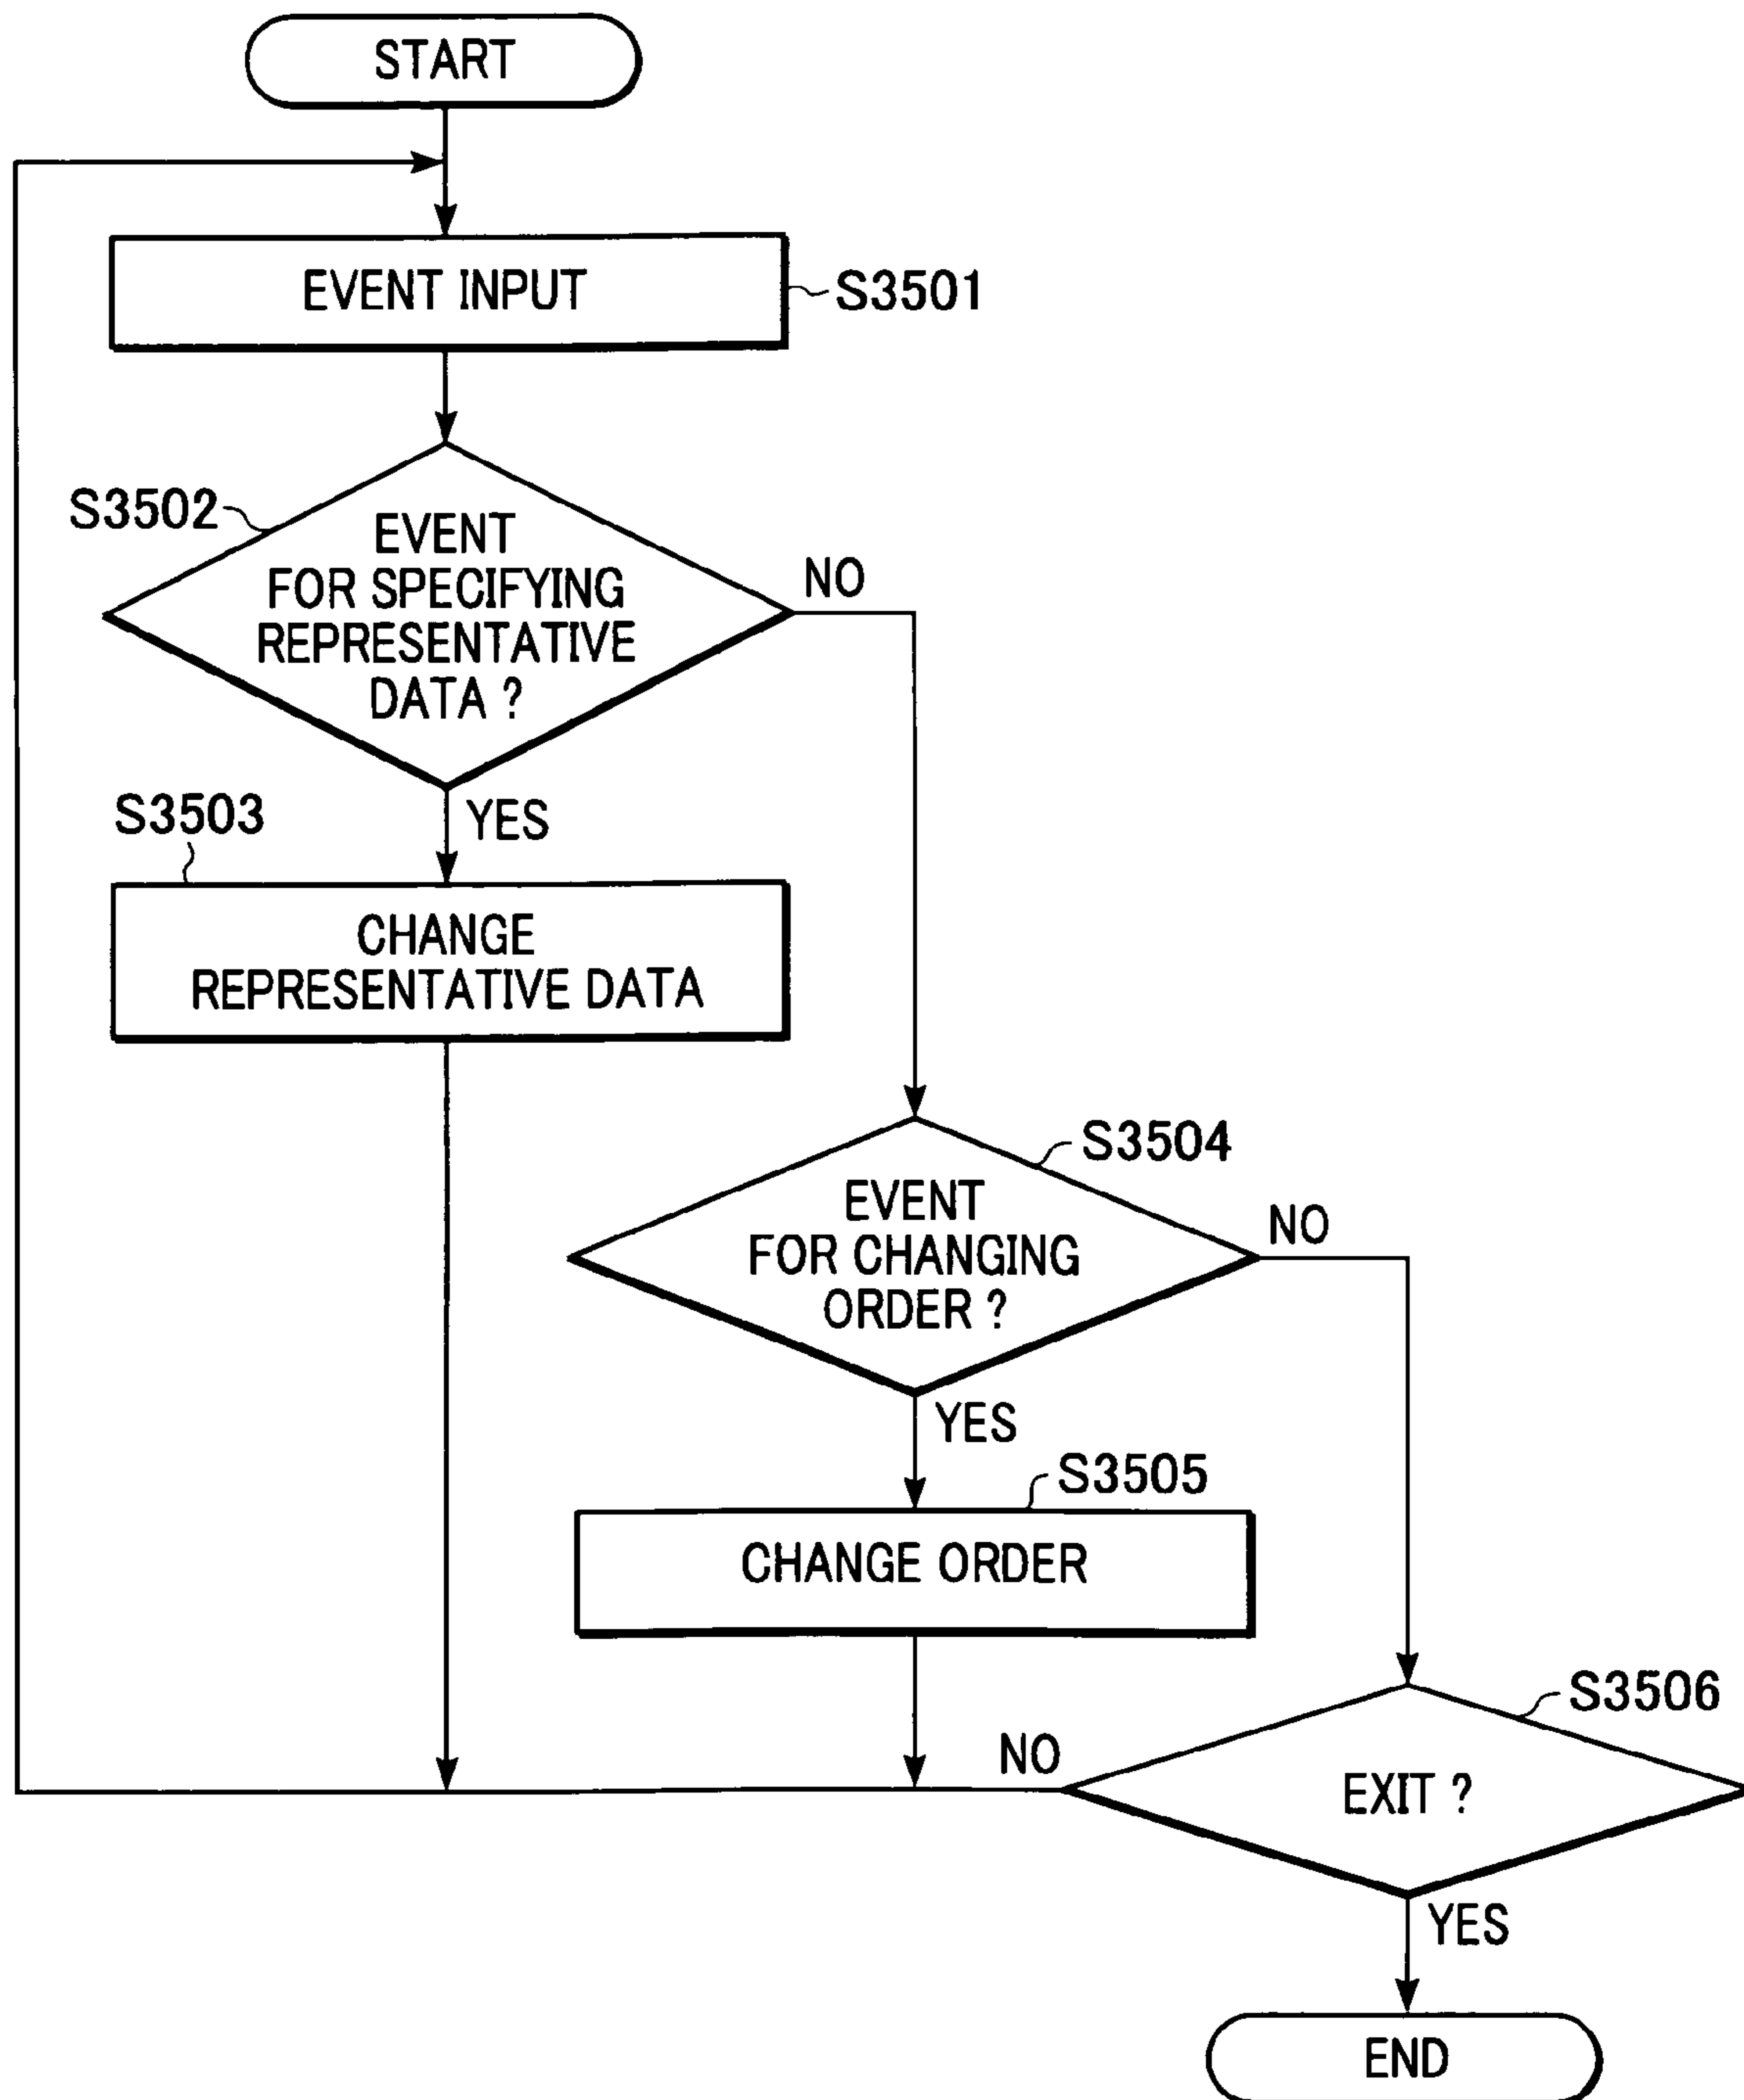 START
EVENT INPUT
S3501
S3502
EVENT
FOR SPECIFYING
REPRESENTATIVE
DATA ?
NO
YES
S3503
CHANGE
REPRESENTATIVE DATA
S3504
EVENT
FOR CHANGING
ORDER ?
NO
YES
S3505
CHANGE ORDER
S3506
NO
EXIT ?
YES
END